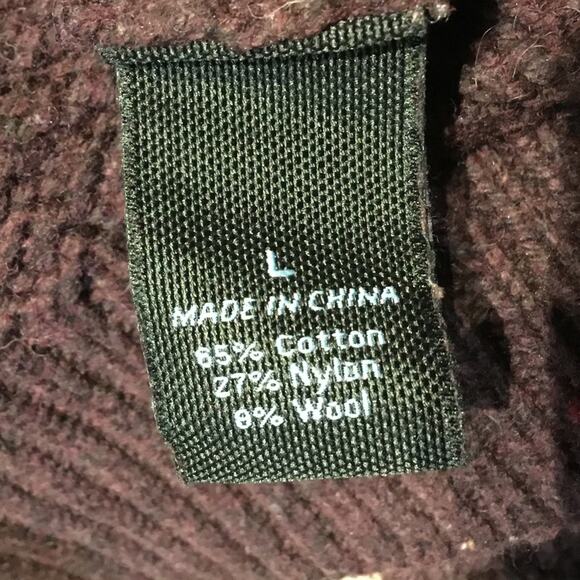 L
MADE IN CHINA
65% Cotton
27% Nylon
8% Wool